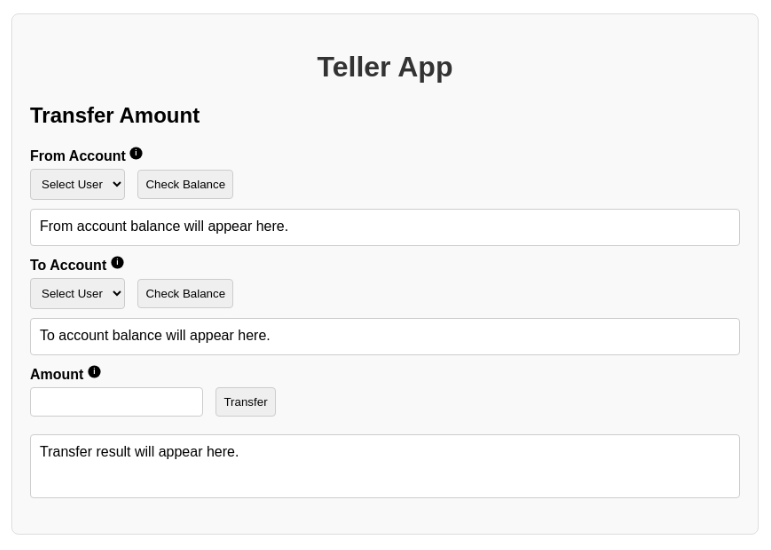 Teller App
Transfer Amount
From Account
Select User
Check Balance
From account balance will appear here.
To Account
Select User
Check Balance
To account balance will appear here.
Amount
Transfer
Transfer result will appear here.